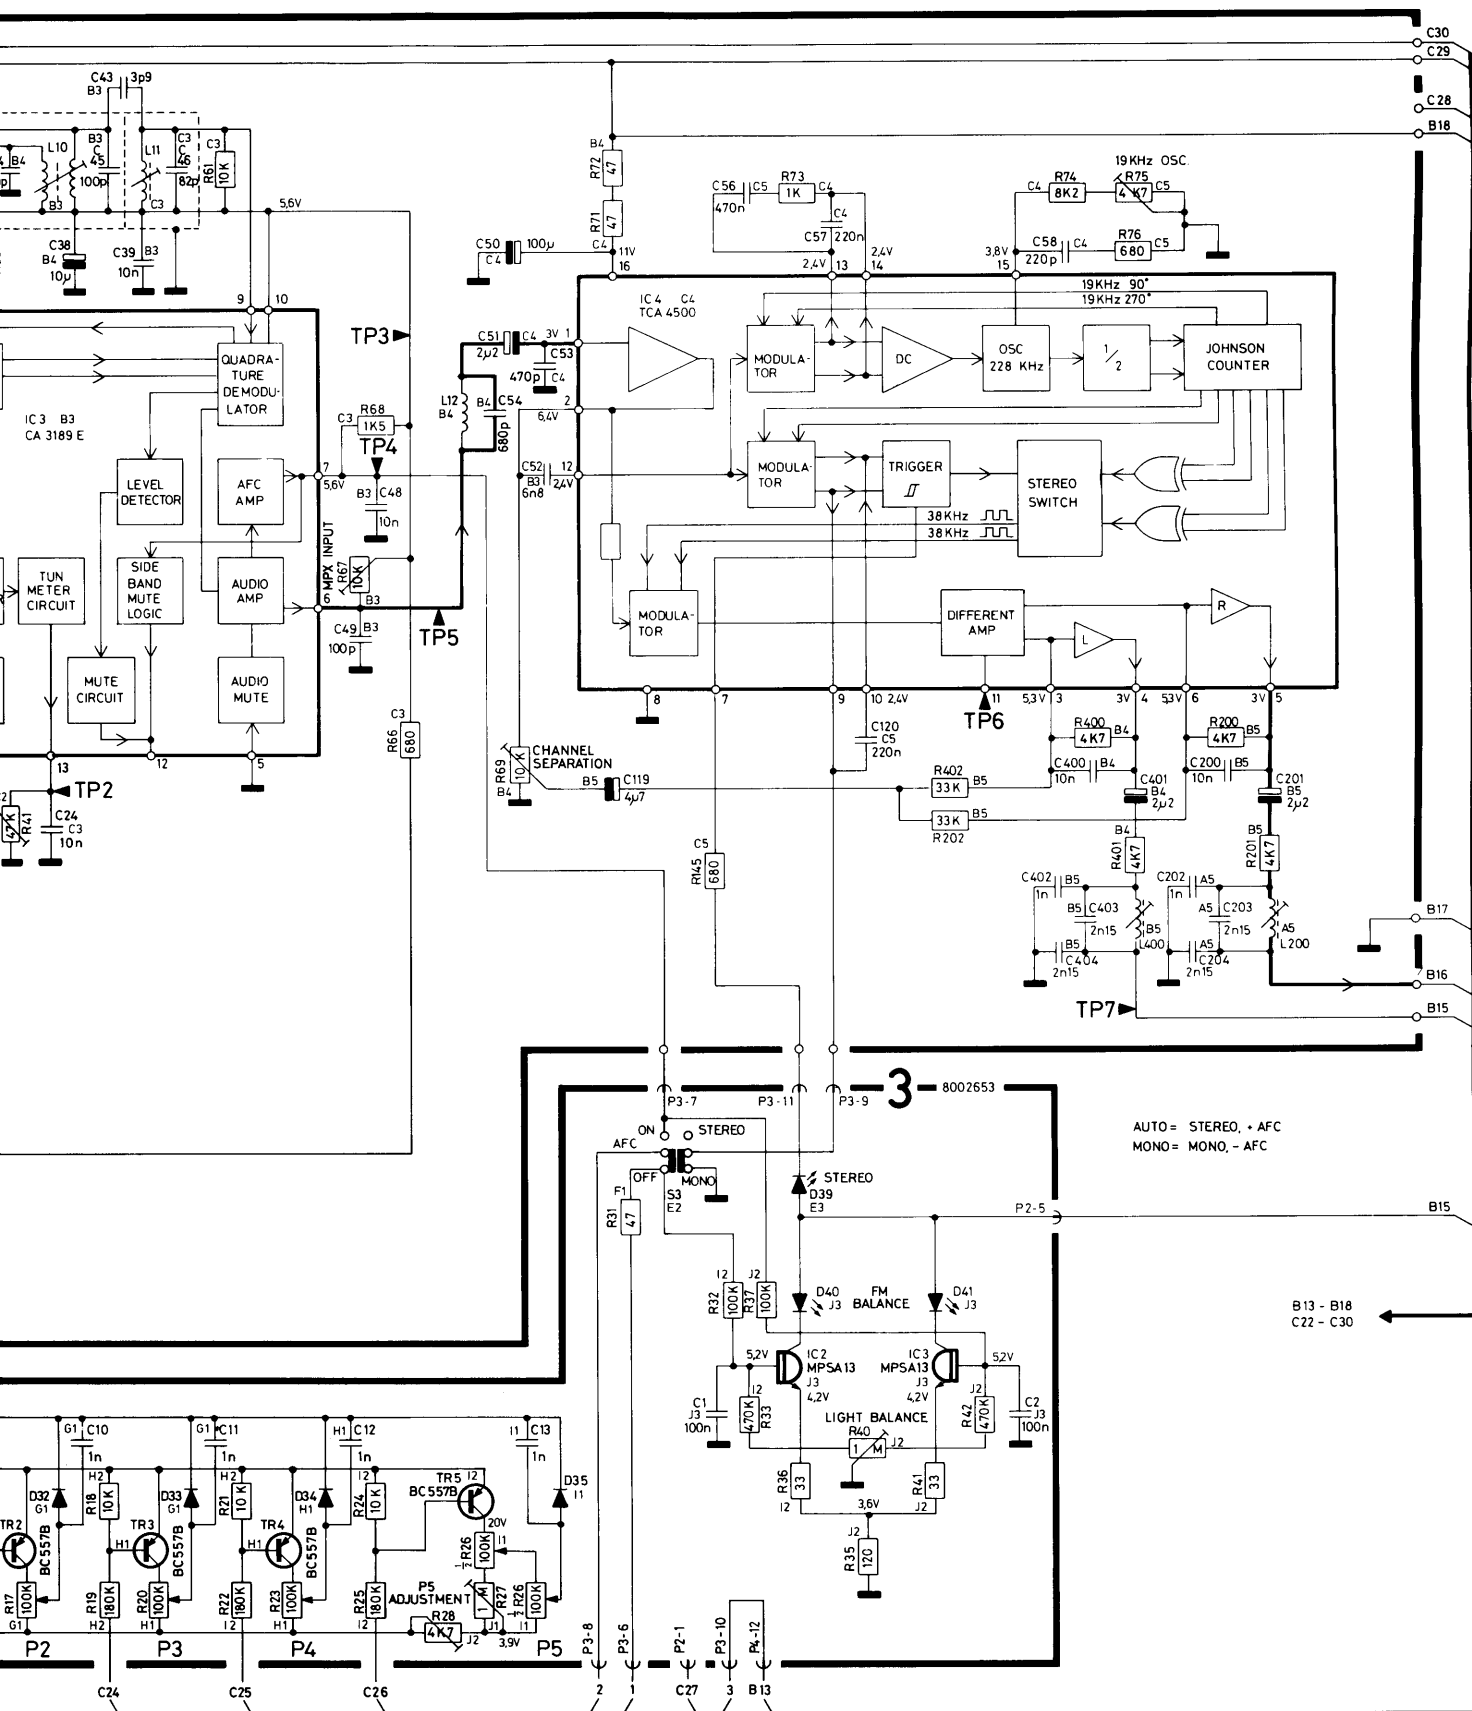 C30
C29
C28
B18
C43 3p9
B3
B4
L10
B3
C
45
100p
L11
C3
C
46
82p
C3
R61
10K
B3
C3
5,6V
C38
B4
10µ
C39
B3
10n
9
10
B4
R72
47
R71
47
C4
11V
16
C50
C4
100µ
C56
470n
C5
R73
1K
C4
C4
C57
220n
2,4V
13
2,4V
14
19KHz OSC.
C4
R74
8K2
R75
4K7
C5
3,8V
15
C58
220p
C4
R76
680
C5
IC4 C4
TCA 4500
19KHz 90°
19KHz 270°
MODULA-
TOR
DC
OSC
228 KHz
1/2
JOHNSON
COUNTER
TP3
C51
2µ2
C4
3V
1
C53
470p
C4
L12
B4
B4
C54
680p
2
6,4V
C52
B3
6n8
12
2,4V
MODULA-
TOR
TRIGGER
STEREO
SWITCH
38KHz
38KHz
MODULA-
TOR
DIFFERENT
AMP
R
L
8
7
9
10 2,4V
11
TP6
5,3V 3
3V 4
5,3V 6
3V 5
QUADRA-
TURE
DEMODU-
LATOR
IC3 B3
CA 3189 E
LEVEL
DETECTOR
AFC
AMP
7
5,6V
C3
R68
1K5
TP4
B3
C48
10n
TUN
METER
CIRCUIT
SIDE
BAND
MUTE
LOGIC
AUDIO
AMP
MPX INPUT
6
R67
10K
B3
C49
B3
100p
TP5
MUTE
CIRCUIT
AUDIO
MUTE
C3
R66
680
13
12
5
TP2
R41
47K
C24
C3
10n
R69
10K
B4
CHANNEL
SEPARATION
B5
C119
4µ7
C120
C5
220n
R402
33K
B5
33K
B5
R202
R400
4K7
B4
C400
10n
B4
C401
B4
2µ2
R200
4K7
B5
C200
10n
B5
C201
B5
2µ2
B4
R401
4K7
B5
R201
4K7
C402
1n
B5
B5
C403
2n15
B5
L400
B5
C404
2n15
C202
1n
A5
A5
C203
2n15
A5
L200
A5
C204
2n15
C5
R145
680
B17
B16
B15
TP7
P3-7
P3-11
P3-9
3
8002653
AUTO= STEREO, + AFC
MONO= MONO, - AFC
ON
STEREO
AFC
OFF
MONO
S3
E2
F1
R31
47
STEREO
D39
E3
P2-5
B15
I2
R32
100K
J2
R37
100K
D40
J3
FM
BALANCE
D41
J3
B13 - B18
C22 - C30
5,2V
IC2
MPSA13
J3
4,2V
IC3
MPSA13
J3
4,2V
5,2V
C1
J3
100n
I2
R33
470K
LIGHT BALANCE
R40
1 M
J2
J2
R42
470K
C2
J3
100n
R36
33
I2
R41
33
J2
3,6V
J2
R35
120
G1
C10
1n
G1
C11
1n
H1
C12
1n
I1
C13
1n
D32
G1
H2
R18
10K
D33
G1
H2
R21
10K
D34
H1
I2
R24
10K
TR5
BC557B
I2
D35
I1
TR2
BC557B
H1
TR3
BC557B
H1
TR4
BC557B
20V
½R26
100K
I1
R17
100K
G1
R19
180K
H2
R20
100K
H1
R22
180K
I2
R23
100K
H1
R25
180K
I2
P5
ADJUSTMENT
R28
4K7
J2
1M
R27
J1
3,9V
½R26
100K
I1
P2
P3
P4
P5
P3-8
P3-6
P2-1
P3-10
P4-12
C24
C25
C26
2
1
C27
3
B13